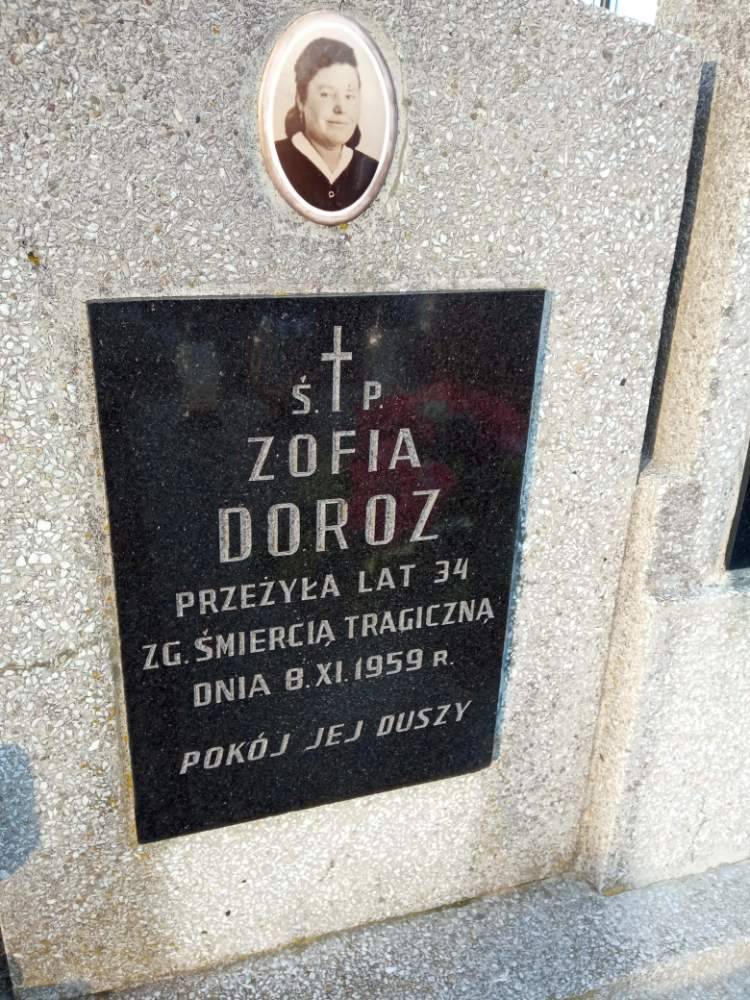 Ś. P.
ZOFIA
DOROZ
PRZEŻYŁA LAT 34
ZG. ŚMIERCIĄ TRAGICZNĄ
DNIA 8.XI.1959 R.
POKÓJ JEJ DUSZY